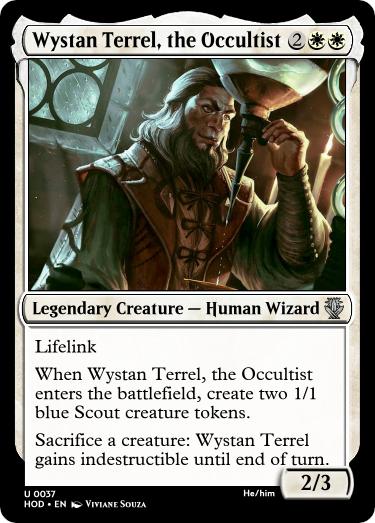 Wystan Terrel, the Occultist 2
Legendary Creature — Human Wizard
Lifelink
When Wystan Terrel, the Occultist
enters the battlefield, create two 1/1
blue Scout creature tokens.
Sacrifice a creature: Wystan Terrel
gains indestructible until end of turn.
2/3
U 0037
HOD • EN Viviane Souza
He/him